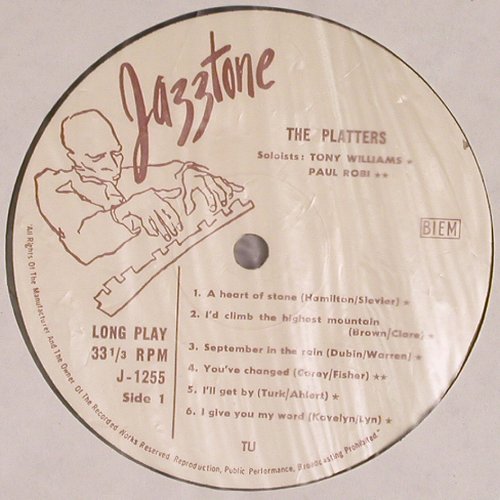 Jazztone
THE PLATTERS
Soloists: TONY WILLIAMS *
PAUL ROBI **
BIEM
LONG PLAY
33 1/3 RPM
J-1255
Side 1
1. A heart of stone (Hamilton/Slevier) *
2. I'd climb the highest mountain
(Brown/Clare) *
3. September in the rain (Dubin/Warren) *
4. You've changed (Carey/Fisher) **
5. I'll get by (Turk/Ahlert) *
6. I give you my word (Kavelyn/Lyn) *
TU
"All Rights Of The Manufacturer And The Owner Of The Recorded Works Reserved Reproduction, Public Performance, Broadcasting Prohibited."